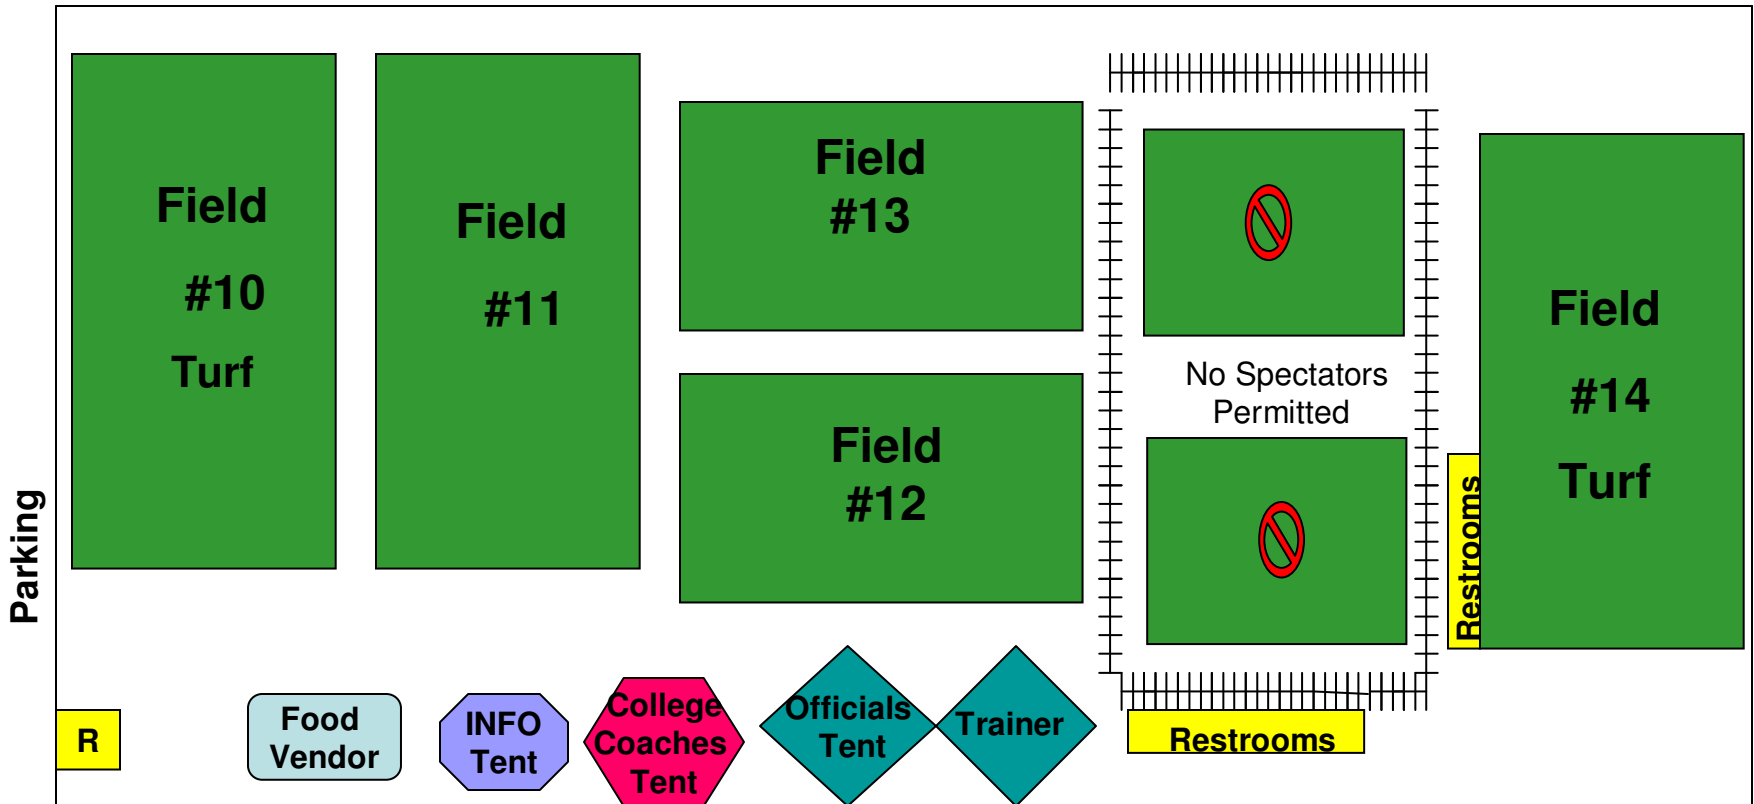 Field
#10
Turf
Field
#11
Field
#13
Field
#12
No Spectators
Permitted
Field
#14
Turf
Restrooms
Parking
R
Food
Vendor
INFO
Tent
College
Coaches
Tent
Officials
Tent
Trainer
Restrooms